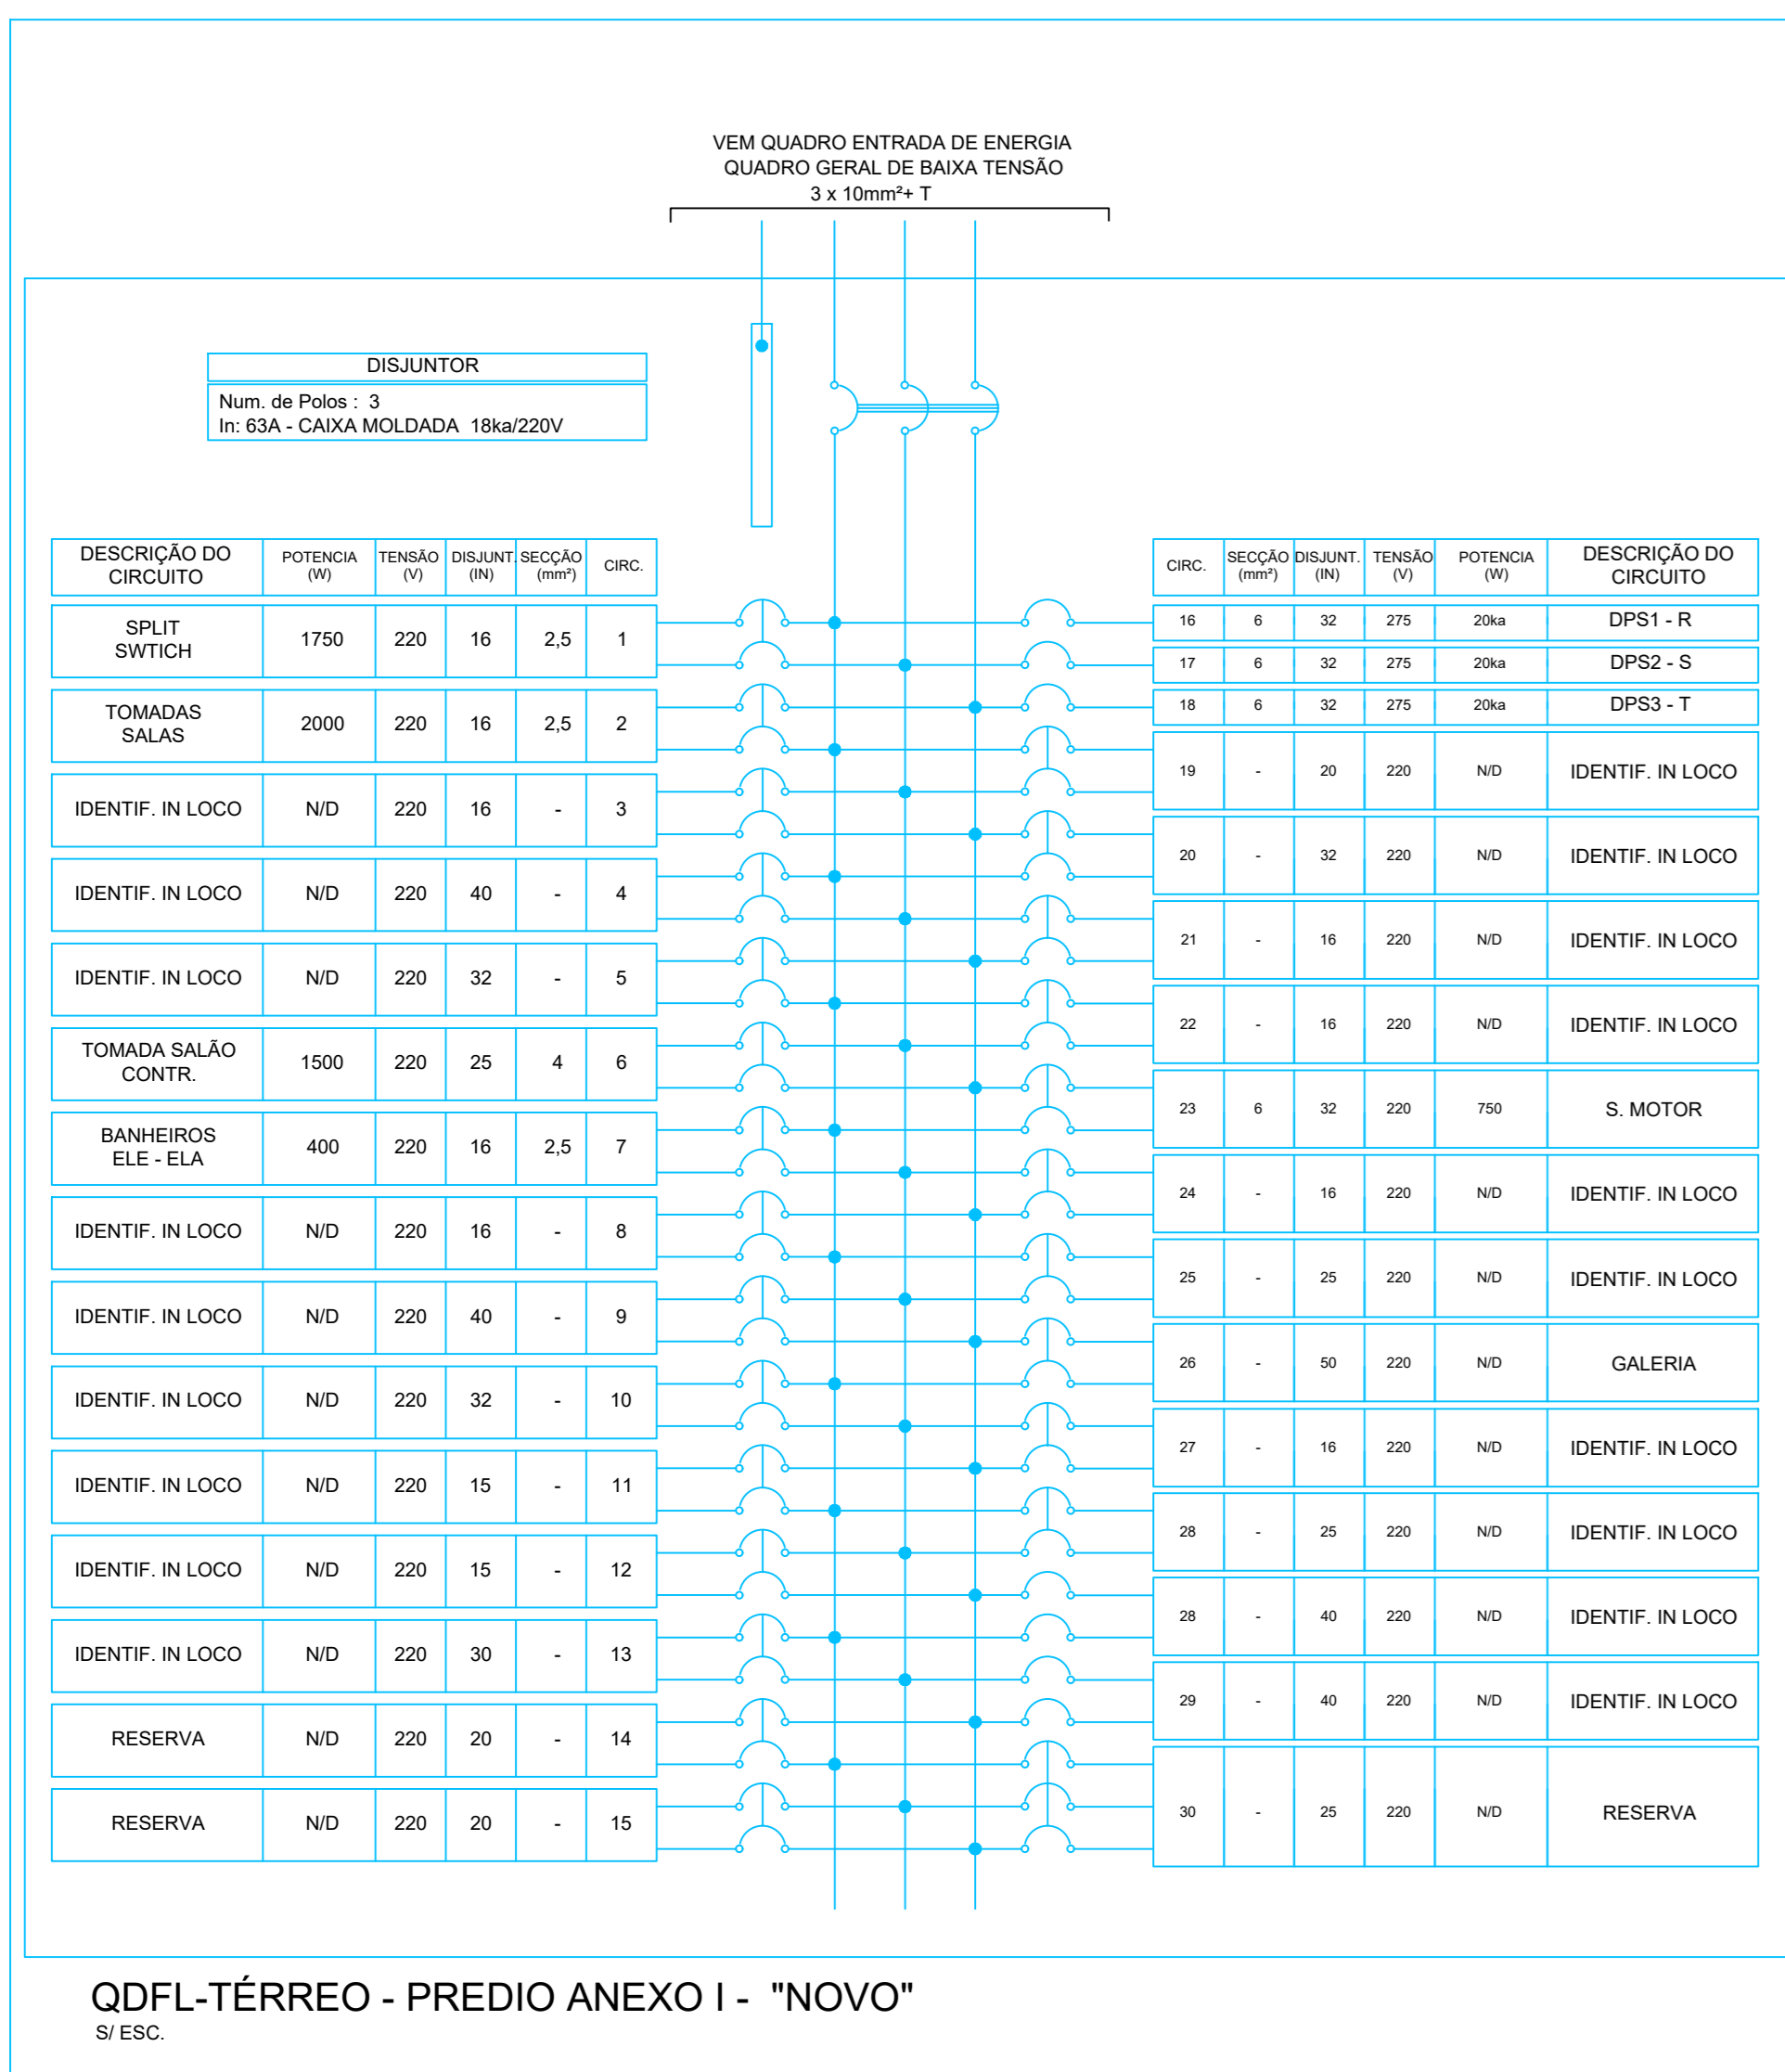 VEM QUADRO ENTRADA DE ENERGIA
QUADRO GERAL DE BAIXA TENSÃO
3 x 10mm²+ T
DISJUNTOR
Num. de Polos : 3
In: 63A - CAIXA MOLDADA 18ka/220V
DESCRIÇÃO DO CIRCUITO POTENCIA (W) TENSÃO (V) DISJUNT. (IN) SECÇÃO (mm²) CIRC.
SPLIT SWTICH 1750 220 16 2,5 1
TOMADAS SALAS 2000 220 16 2,5 2
IDENTIF. IN LOCO N/D 220 16 - 3
IDENTIF. IN LOCO N/D 220 40 - 4
IDENTIF. IN LOCO N/D 220 32 - 5
TOMADA SALÃO CONTR. 1500 220 25 4 6
BANHEIROS ELE - ELA 400 220 16 2,5 7
IDENTIF. IN LOCO N/D 220 16 - 8
IDENTIF. IN LOCO N/D 220 40 - 9
IDENTIF. IN LOCO N/D 220 32 - 10
IDENTIF. IN LOCO N/D 220 15 - 11
IDENTIF. IN LOCO N/D 220 15 - 12
IDENTIF. IN LOCO N/D 220 30 - 13
RESERVA N/D 220 20 - 14
RESERVA N/D 220 20 - 15
CIRC. SECÇÃO (mm²) DISJUNT. (IN) TENSÃO (V) POTENCIA (W) DESCRIÇÃO DO CIRCUITO
16 6 32 275 20ka DPS1 - R
17 6 32 275 20ka DPS2 - S
18 6 32 275 20ka DPS3 - T
19 - 20 220 N/D IDENTIF. IN LOCO
20 - 32 220 N/D IDENTIF. IN LOCO
21 - 16 220 N/D IDENTIF. IN LOCO
22 - 16 220 N/D IDENTIF. IN LOCO
23 6 32 220 750 S. MOTOR
24 - 16 220 N/D IDENTIF. IN LOCO
25 - 25 220 N/D IDENTIF. IN LOCO
26 - 50 220 N/D GALERIA
27 - 16 220 N/D IDENTIF. IN LOCO
28 - 25 220 N/D IDENTIF. IN LOCO
28 - 40 220 N/D IDENTIF. IN LOCO
29 - 40 220 N/D IDENTIF. IN LOCO
30 - 25 220 N/D RESERVA
QDFL-TÉRREO - PREDIO ANEXO I - "NOVO"
S/ ESC.